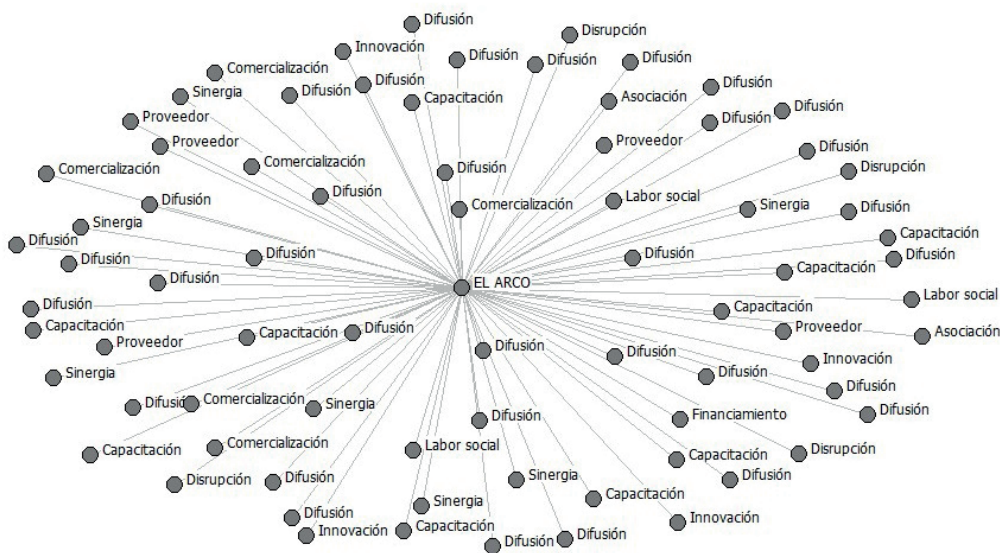 Difusión
Disrupción
Innovación
Difusión
Difusión
Difusión
Comercialización
Difusión
Difusión
Sinergia
Difusión
Capacitación
Asociación
Difusión
Proveedor
Difusión
Proveedor
Proveedor
Difusión
Comercialización
Comercialización
Difusión
Disrupción
Difusión
Difusión
Labor social
Difusión
Comercialización
Sinergia
Difusión
Sinergia
Capacitación
Difusión
Difusión
Difusión
Difusión
Difusión
Capacitación
Difusión
EL ARCO
Labor social
Difusión
Capacitación
Capacitación
Proveedor
Asociación
Capacitación
Difusión
Proveedor
Difusión
Difusión
Innovación
Sinergia
Difusión
Difusión
Difusión
Comercialización
Sinergia
Difusión
Difusión
Financiamiento
Labor social
Comercialización
Capacitación
Disrupción
Capacitación
Disrupción
Difusión
Sinergia
Difusión
Capacitación
Sinergia
Difusión
Innovación
Capacitación
Innovación
Difusión
Difusión